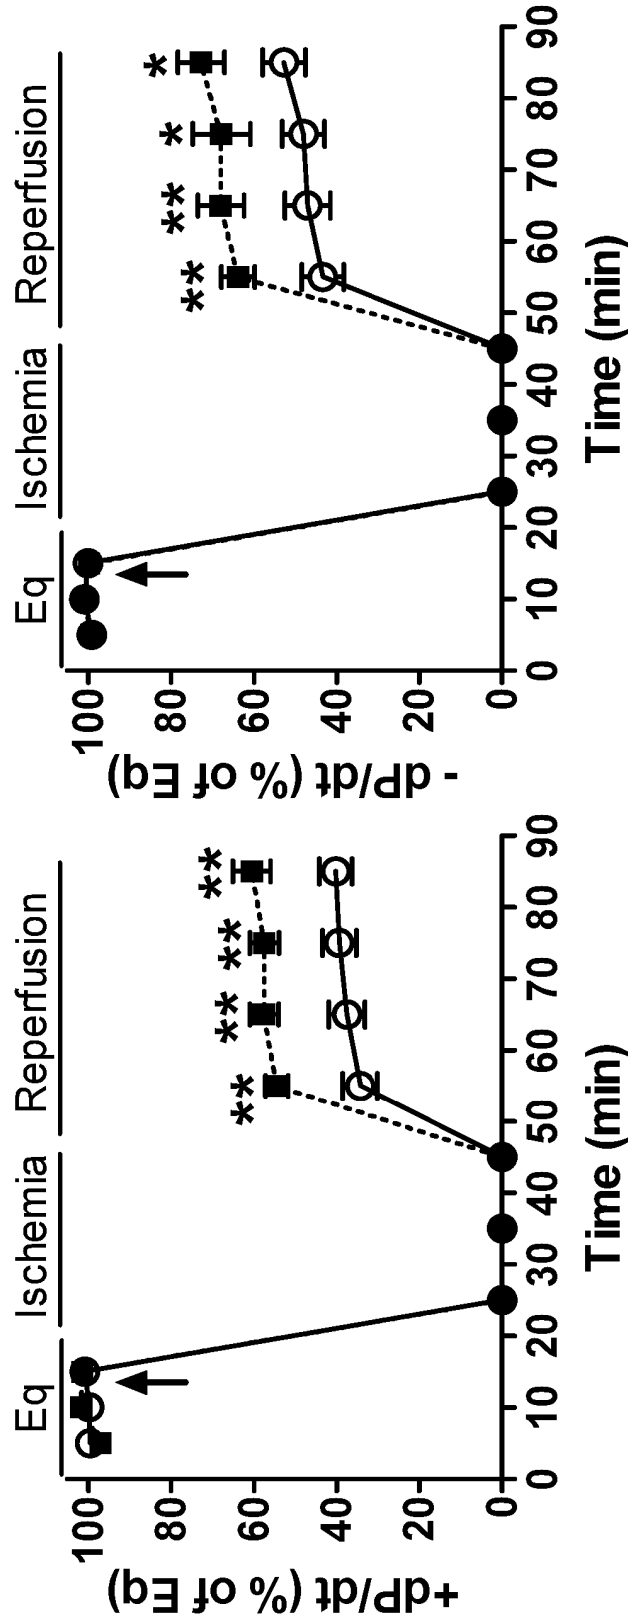 Eq Ischemia Reperfusion
+dP/dt (% of Eq)
100
80
60
40
20
0
** ** ** **
0 10 20 30 40 50 60 70 80 90
Time (min)
Eq Ischemia Reperfusion
- dP/dt (% of Eq)
100
80
60
40
20
0
** ** * *
0 10 20 30 40 50 60 70 80 90
Time (min)